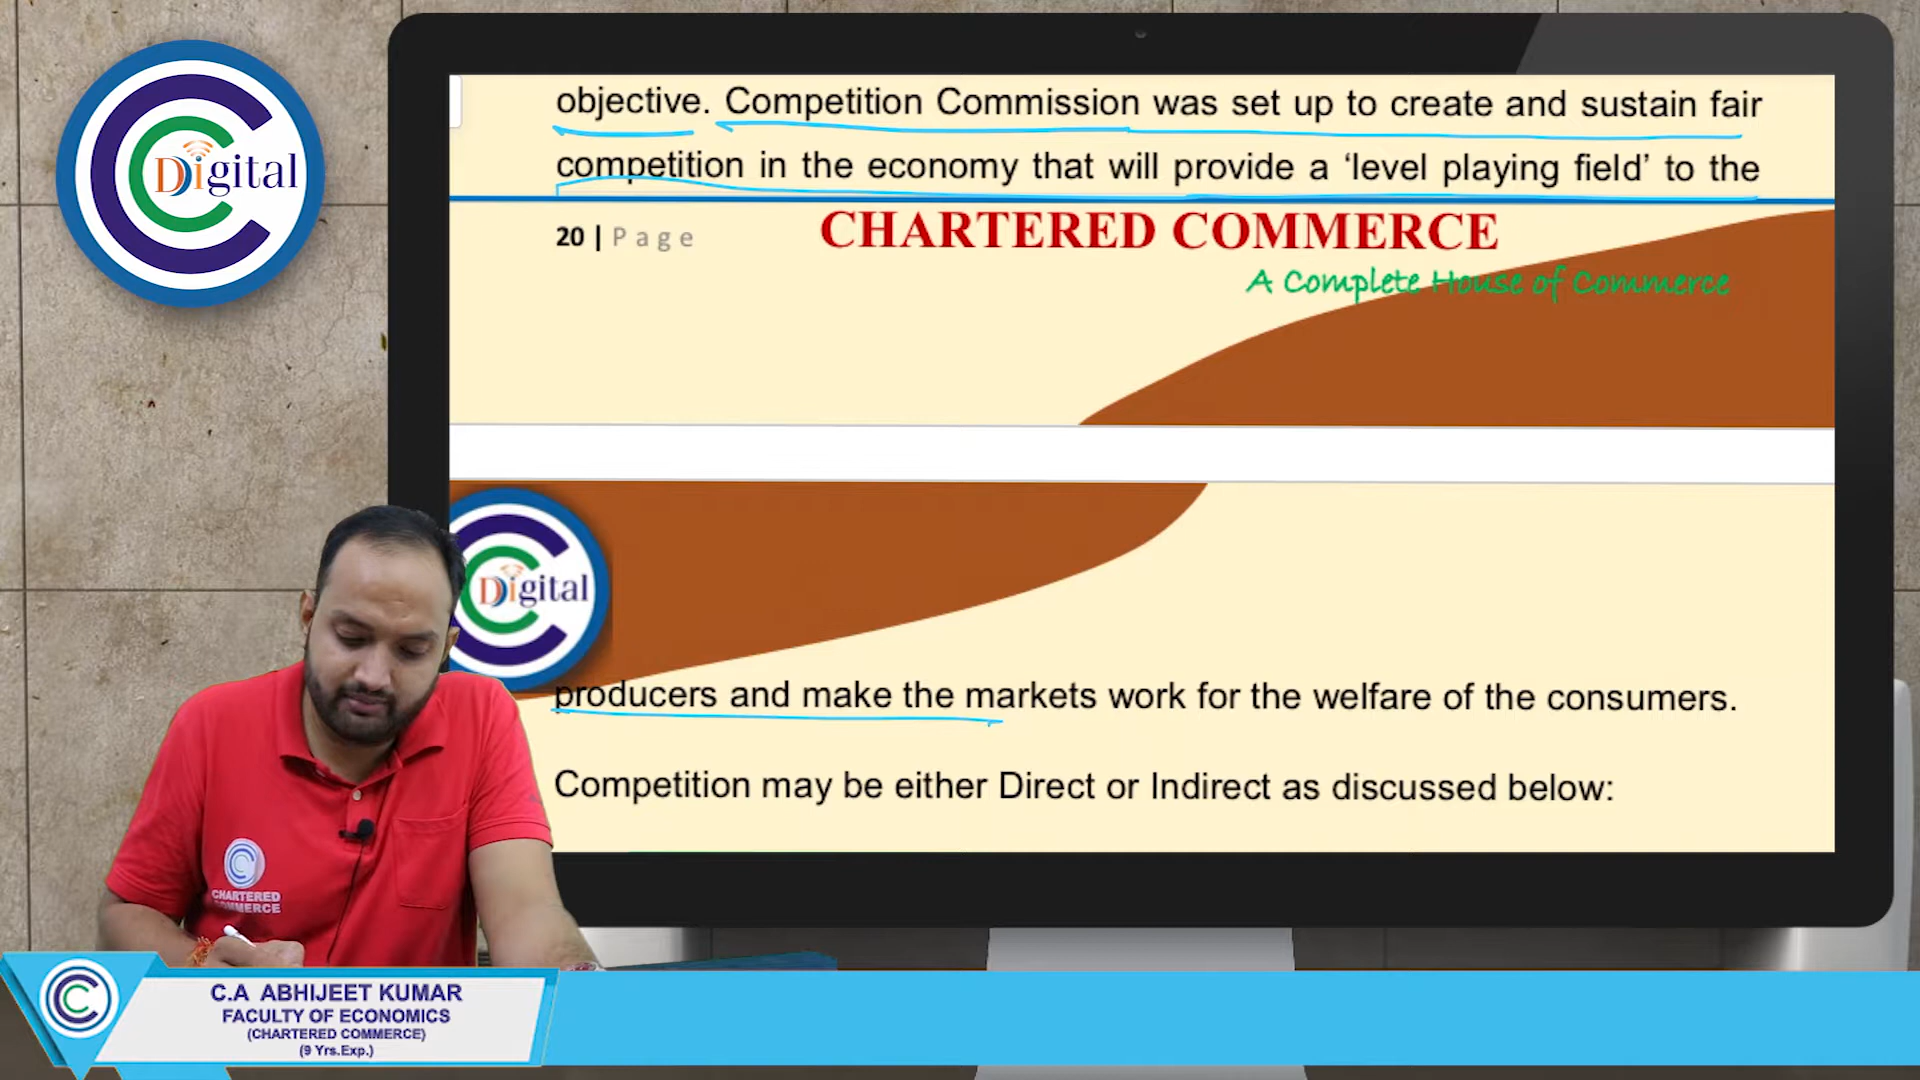 Digital
objective. Competition Commission was set up to create and sustain fair
competition in the economy that will provide a ‘level playing field’ to the
20 | Page
CHARTERED COMMERCE
A Complete House of Commerce
Digital
producers and make the markets work for the welfare of the consumers.
Competition may be either Direct or Indirect as discussed below:
CHARTERED
COMMERCE
C.A ABHIJEET KUMAR
FACULTY OF ECONOMICS
(CHARTERED COMMERCE)
(9 Yrs.Exp.)